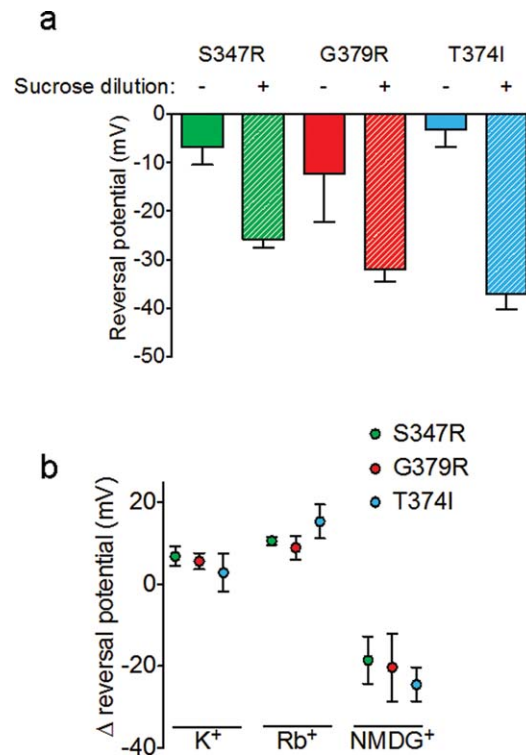 a
S347R G379R T374I
Sucrose dilution: - + - + - +
Reversal potential (mV)
0
-10
-20
-30
-40
-50
b
S347R
G379R
T374I
Δ reversal potential (mV)
20
0
-20
-40
K⁺ Rb⁺ NMDG⁺